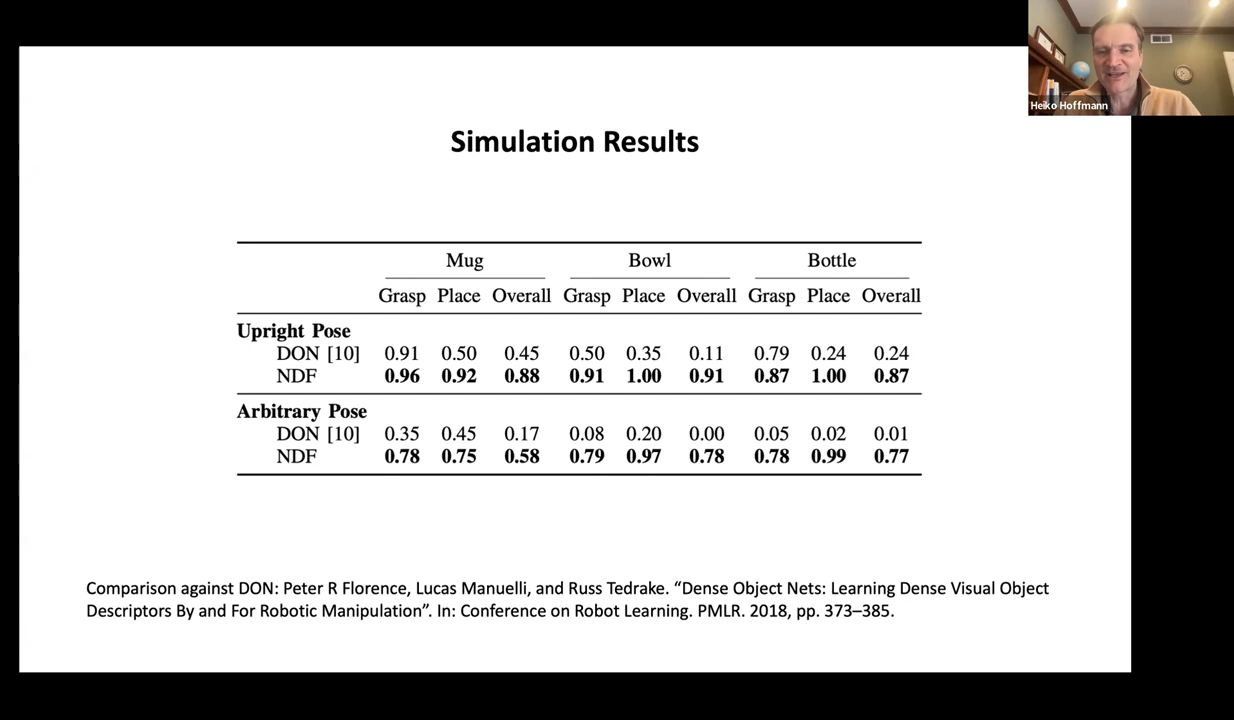 Heiko Hoffmann
Simulation Results
Mug Bowl Bottle
Grasp Place Overall Grasp Place Overall Grasp Place Overall
Upright Pose
DON [10] 0.91 0.50 0.45 0.50 0.35 0.11 0.79 0.24 0.24
NDF 0.96 0.92 0.88 0.91 1.00 0.91 0.87 1.00 0.87
Arbitrary Pose
DON [10] 0.35 0.45 0.17 0.08 0.20 0.00 0.05 0.02 0.01
NDF 0.78 0.75 0.58 0.79 0.97 0.78 0.78 0.99 0.77
Comparison against DON: Peter R Florence, Lucas Manuelli, and Russ Tedrake. “Dense Object Nets: Learning Dense Visual Object
Descriptors By and For Robotic Manipulation”. In: Conference on Robot Learning. PMLR. 2018, pp. 373–385.